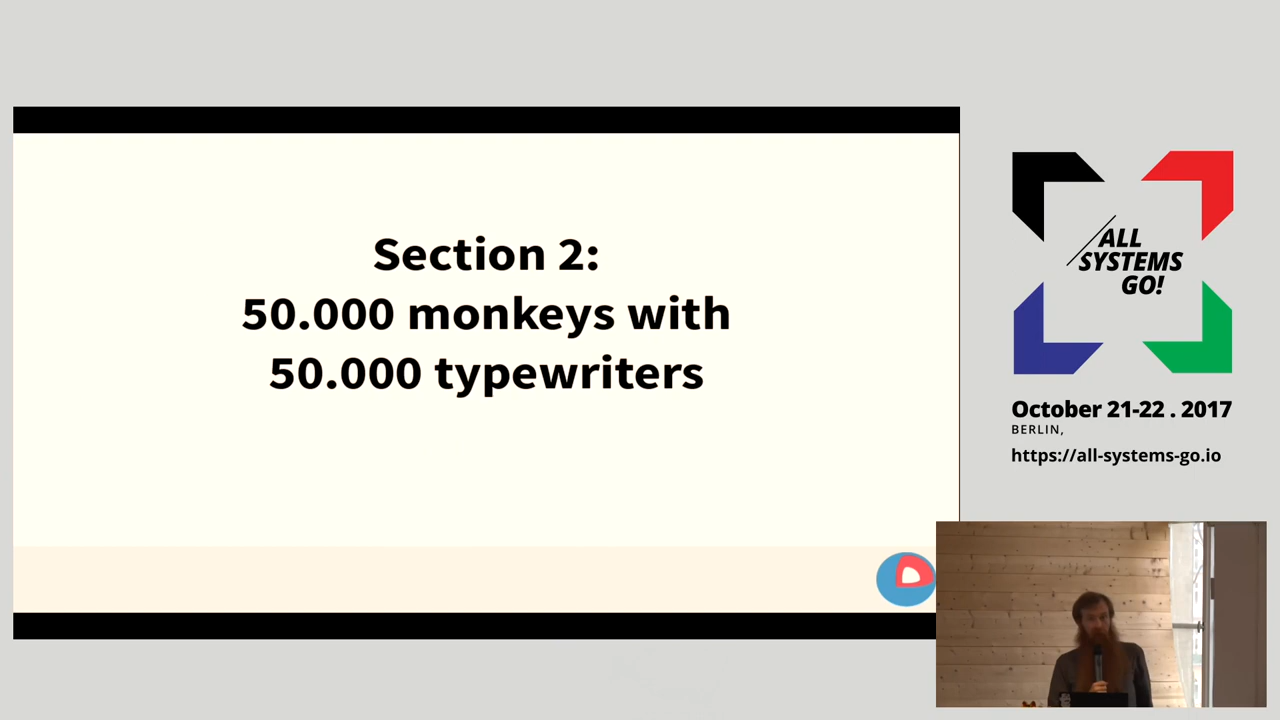 Section 2:
50.000 monkeys with
50.000 typewriters
ALL
SYSTEMS
GO!
October 21-22 . 2017
BERLIN,
https://all-systems-go.io